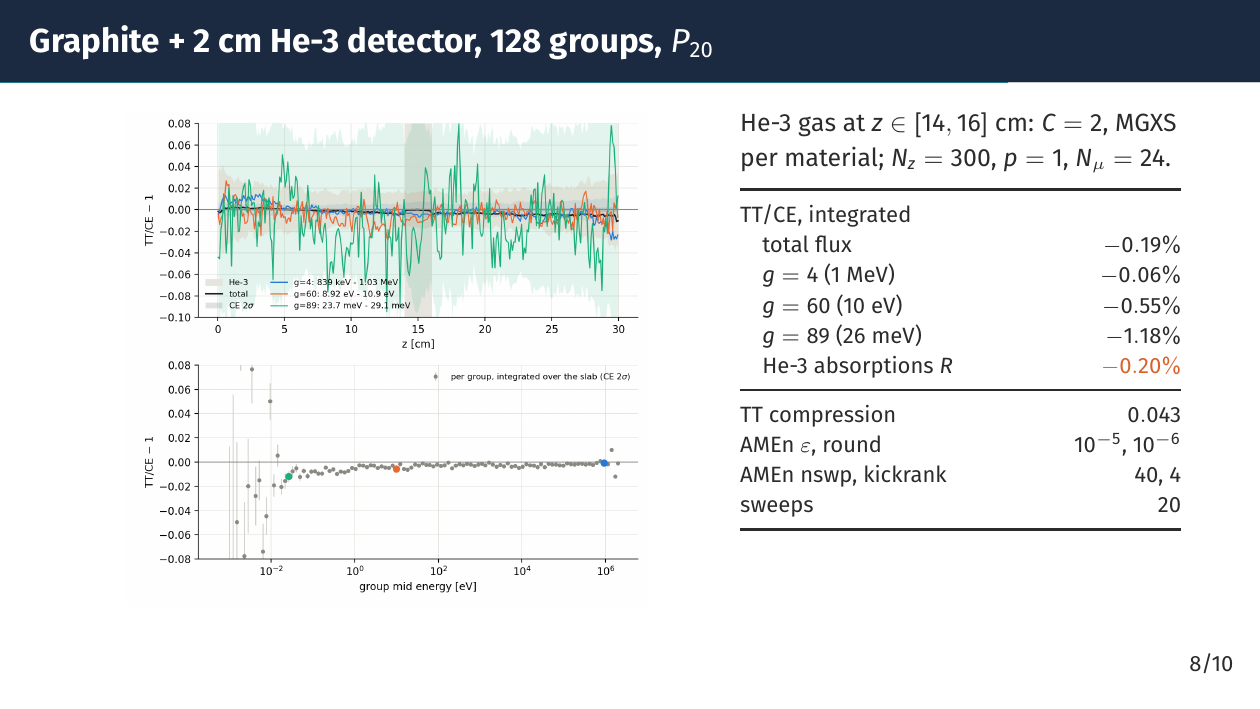 Graphite + 2 cm He-3 detector, 128 groups, P₂₀
0.08
0.06
0.04
0.02
0.00
−0.02
−0.04
−0.06
−0.08
−0.10
TT/CE − 1
He-3
total
CE 2σ
g=4: 839 keV - 1.03 MeV
g=60: 8.92 eV - 10.9 eV
g=89: 23.7 meV - 29.1 meV
0 5 10 15 20 25 30
z [cm]
0.08
0.06
0.04
0.02
0.00
−0.02
−0.04
−0.06
−0.08
TT/CE − 1
per group, integrated over the slab (CE 2σ)
10⁻² 10⁰ 10² 10⁴ 10⁶
group mid energy [eV]
He-3 gas at z ∈ [14, 16] cm: C = 2, MGXS
per material; N_z = 300, p = 1, N_μ = 24.
TT/CE, integrated
total flux −0.19%
g = 4 (1 MeV) −0.06%
g = 60 (10 eV) −0.55%
g = 89 (26 meV) −1.18%
He-3 absorptions R −0.20%
TT compression 0.043
AMEn ε, round 10⁻⁵, 10⁻⁶
AMEn nswp, kickrank 40, 4
sweeps 20
8/10